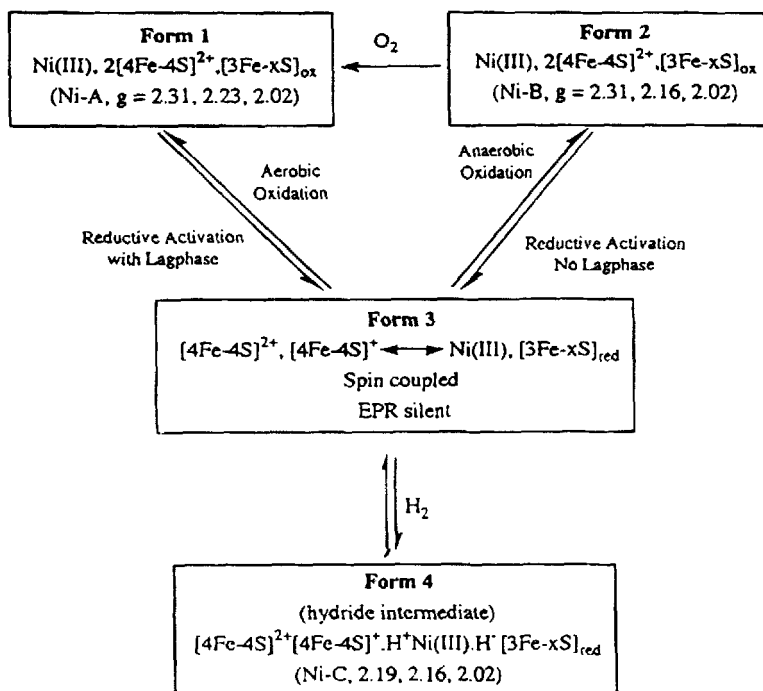 Form 1
Ni(III), 2[4Fe-4S]²⁺,[3Fe-xS]ₒₓ
(Ni-A, g = 2.31, 2.23, 2.02)
O₂
Form 2
Ni(III), 2[4Fe-4S]²⁺,[3Fe-xS]ₒₓ
(Ni-B, g = 2.31, 2.16, 2.02)
Aerobic
Oxidation
Anaerobic
Oxidation
Reductive Activation
with Lagphase
Reductive Activation
No Lagphase
Form 3
[4Fe-4S]²⁺, [4Fe-4S]⁺ ⟷ Ni(III), [3Fe-xS]red
Spin coupled
EPR silent
H₂
Form 4
(hydride intermediate)
[4Fe-4S]²⁺[4Fe-4S]⁺.H⁺Ni(III).H⁻ [3Fe-xS]red
(Ni-C, 2.19, 2.16, 2.02)